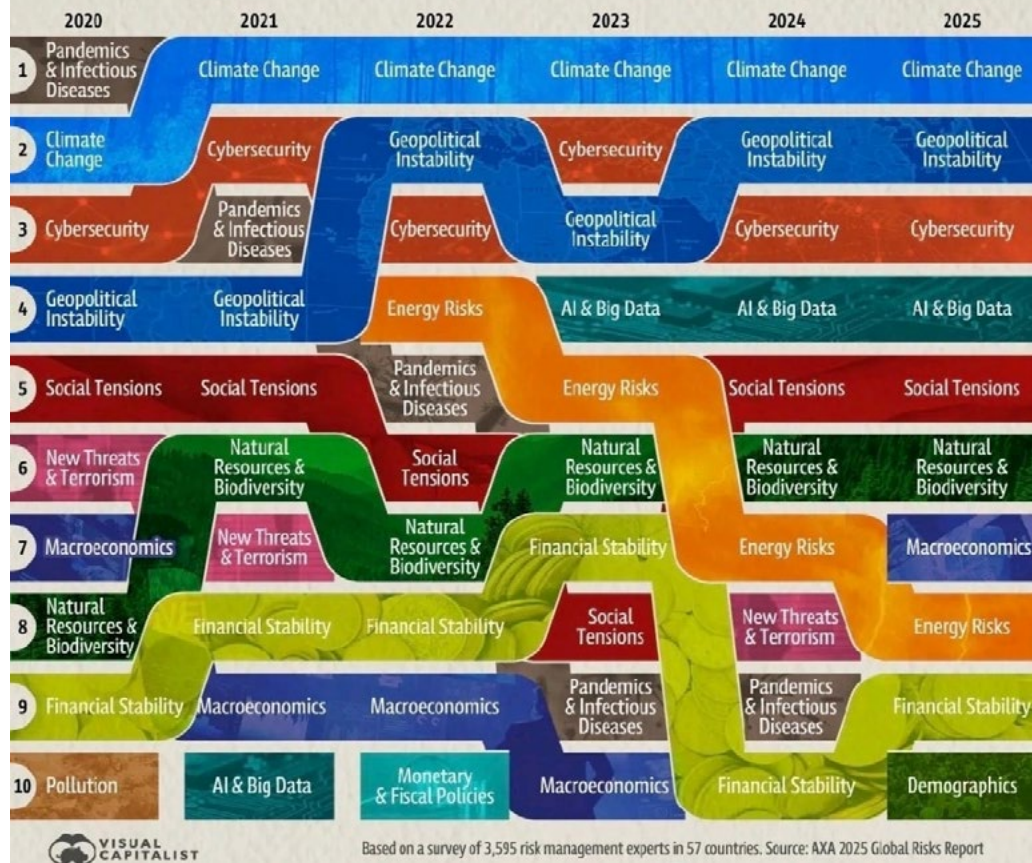 2020 2021 2022 2023 2024 2025
1
Pandemics
& Infectious
Diseases
Climate Change
Climate Change
Climate Change
Climate Change
Climate Change
2
Climate
Change
Cybersecurity
Geopolitical
Instability
Cybersecurity
Geopolitical
Instability
Geopolitical
Instability
3
Cybersecurity
Pandemics
& Infectious
Diseases
Cybersecurity
Geopolitical
Instability
Cybersecurity
Cybersecurity
4
Geopolitical
Instability
Geopolitical
Instability
Energy Risks
AI & Big Data
AI & Big Data
AI & Big Data
5
Social Tensions
Social Tensions
Pandemics
& Infectious
Diseases
Energy Risks
Social Tensions
Social Tensions
6
New Threats
& Terrorism
Natural
Resources &
Biodiversity
Social
Tensions
Natural
Resources &
Biodiversity
Natural
Resources &
Biodiversity
Natural
Resources &
Biodiversity
7
Macroeconomics
New Threats
& Terrorism
Natural
Resources &
Biodiversity
Financial Stability
Energy Risks
Macroeconomics
8
Natural
Resources &
Biodiversity
Financial Stability
Financial Stability
Social
Tensions
New Threats
& Terrorism
Energy Risks
9
Financial Stability
Macroeconomics
Macroeconomics
Pandemics
& Infectious
Diseases
Pandemics
& Infectious
Diseases
Financial Stability
10
Pollution
AI & Big Data
Monetary
& Fiscal Policies
Macroeconomics
Financial Stability
Demographics
VISUAL
CAPITALIST
Based on a survey of 3,595 risk management experts in 57 countries. Source: AXA 2025 Global Risks Report